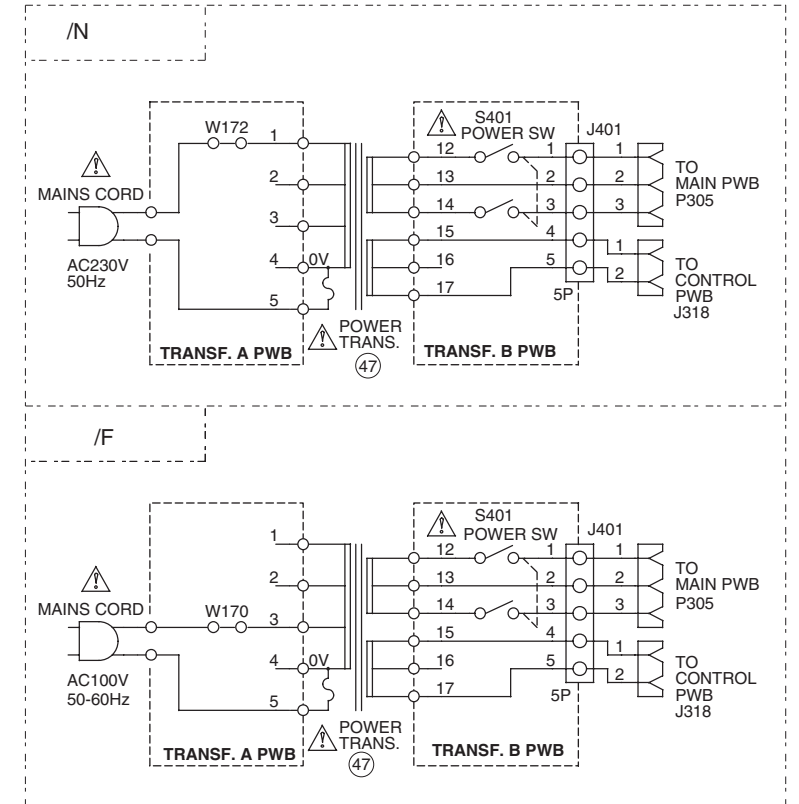 /N
S401
POWER SW
J401
W172
1
12
1
1
TO
MAIN PWB
P305
MAINS CORD
2
13
2
2
3
14
3
3
15
4
1
TO
CONTROL
PWB
J318
AC230V
50Hz
4
0V
16
5
2
5
17
5P
POWER
TRANS.
47
TRANSF. A PWB
TRANSF. B PWB
/F
S401
POWER SW
J401
1
12
1
1
TO
MAIN PWB
P305
MAINS CORD
2
13
2
2
W170
3
14
3
3
15
4
1
TO
CONTROL
PWB
J318
AC100V
50-60Hz
4
0V
16
5
2
5
17
5P
POWER
TRANS.
47
TRANSF. A PWB
TRANSF. B PWB